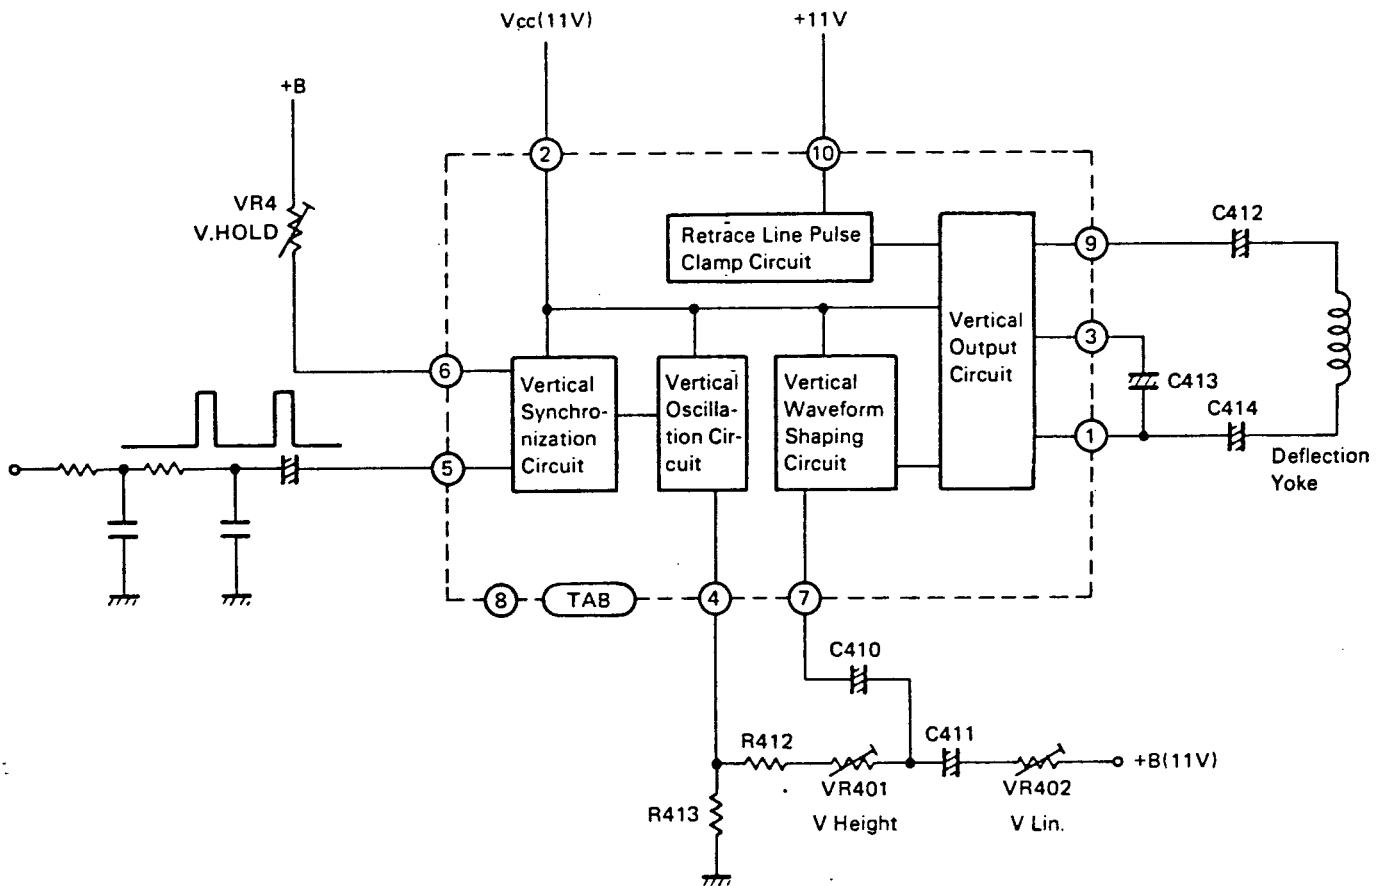 Vcc(11V)
+11V
+B
2
10
VR4
V.HOLD
Retrace Line Pulse
Clamp Circuit
C412
9
Vertical
Output
Circuit
3
6
Vertical
Synchro-
nization
Circuit
Vertical
Oscilla-
tion Cir-
cuit
Vertical
Waveform
Shaping
Circuit
C413
C414
1
5
Deflection
Yoke
8
TAB
4
7
C410
R412
C411
+B(11V)
VR401
VR402
R413
V Height
V Lin.